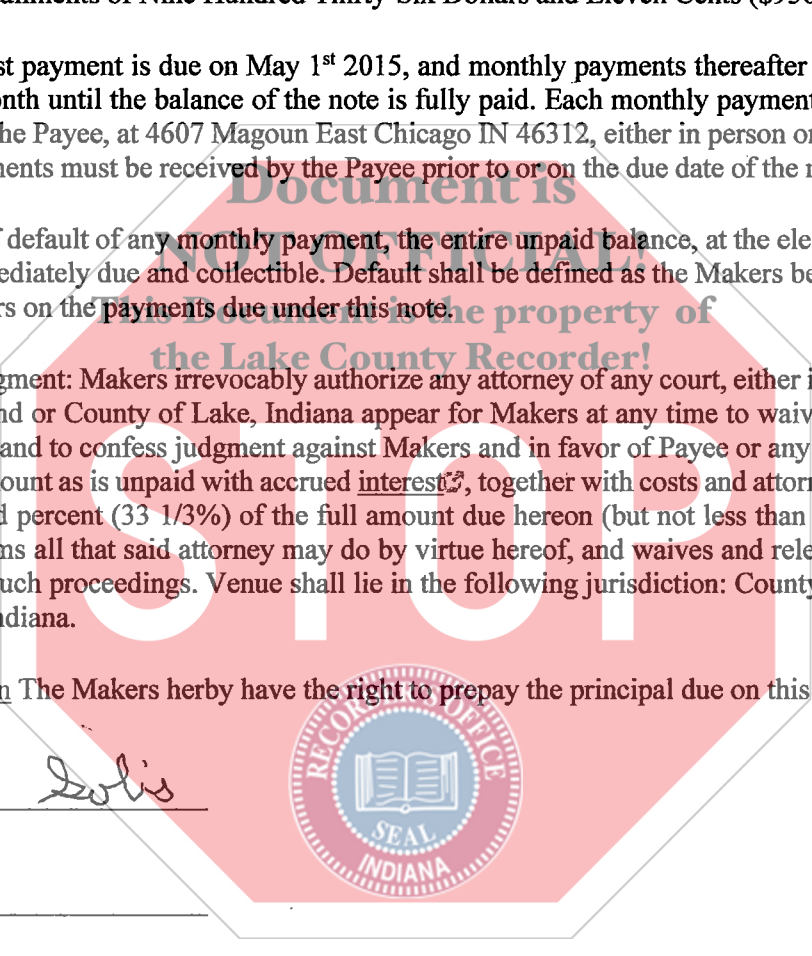 Nine Hundred Thirty-Six Dollars and Eleven Cents
st payment is due on May 1st 2015, and monthly payments thereafter
onth until the balance of the note is fully paid. Each monthly payment
he Payee, at 4607 Magoun East Chicago IN 46312, either in person or
ments must be received by the Payee prior to or on the due date of the
Document is
f default of any monthly payment, the entire unpaid balance, at the ele
NOT OFFICIAL!
ediately due and collectible. Default shall be defined as the Makers be
rs on the payments due under this note.
This Document is the property of
the Lake County Recorder!
gment: Makers irrevocably authorize any attorney of any court, either i
nd or County of Lake, Indiana appear for Makers at any time to waiv
and to confess judgment against Makers and in favor of Payee or any
ount as is unpaid with accrued interest, together with costs and attor
d percent (33 1/3%) of the full amount due hereon (but not less than
ms all that said attorney may do by virtue hereof, and waives and rele
uch proceedings. Venue shall lie in the following jurisdiction: County
ndiana.
STOP
n The Makers herby have the right to prepay the principal due on this
Solis
RECORDER'S OFFICE
SEAL
INDIANA